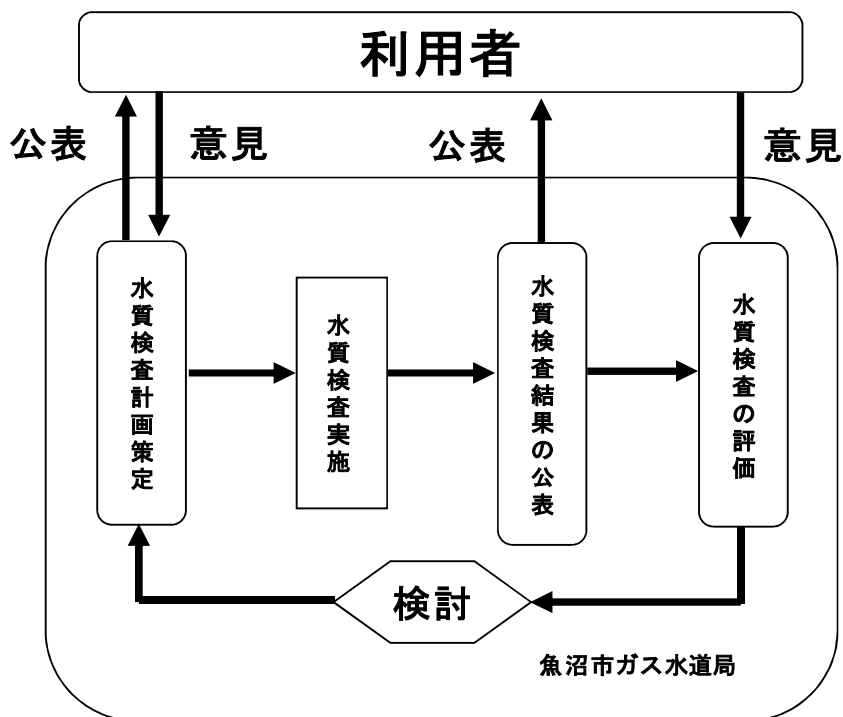 利用者
公表
意見
公表
意見
水質検査計画策定
水質検査実施
水質検査結果の公表
水質検査の評価
検討
魚沼市ガス水道局